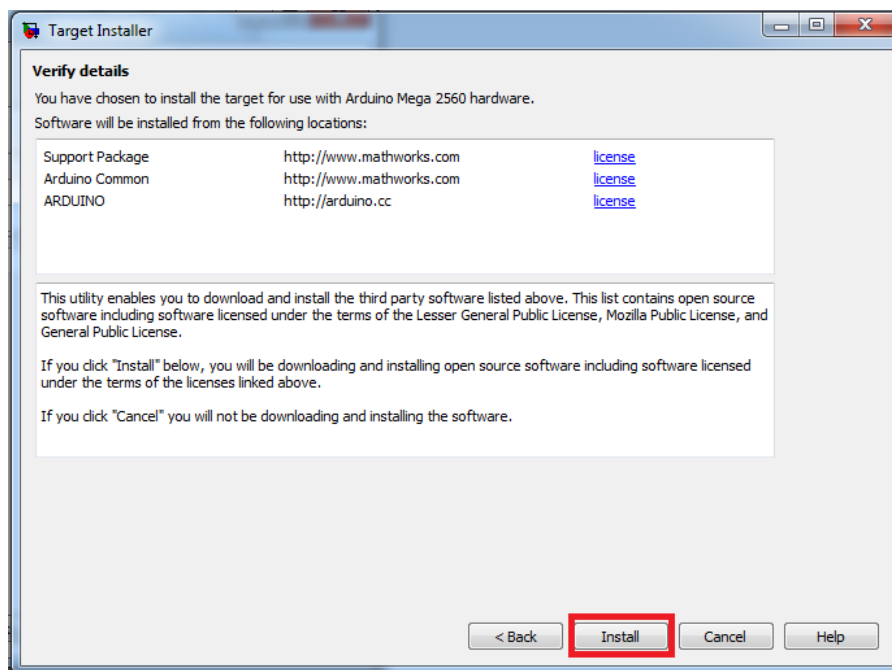 Target Installer
Verify details
You have chosen to install the target for use with Arduino Mega 2560 hardware.
Software will be installed from the following locations:
Support Package http://www.mathworks.com license
Arduino Common http://www.mathworks.com license
ARDUINO http://arduino.cc license
This utility enables you to download and install the third party software listed above. This list contains open source
software including software licensed under the terms of the Lesser General Public License, Mozilla Public License, and
General Public License.
If you click "Install" below, you will be downloading and installing open source software including software licensed
under the terms of the licenses linked above.
If you click "Cancel" you will not be downloading and installing the software.
< Back Install Cancel Help